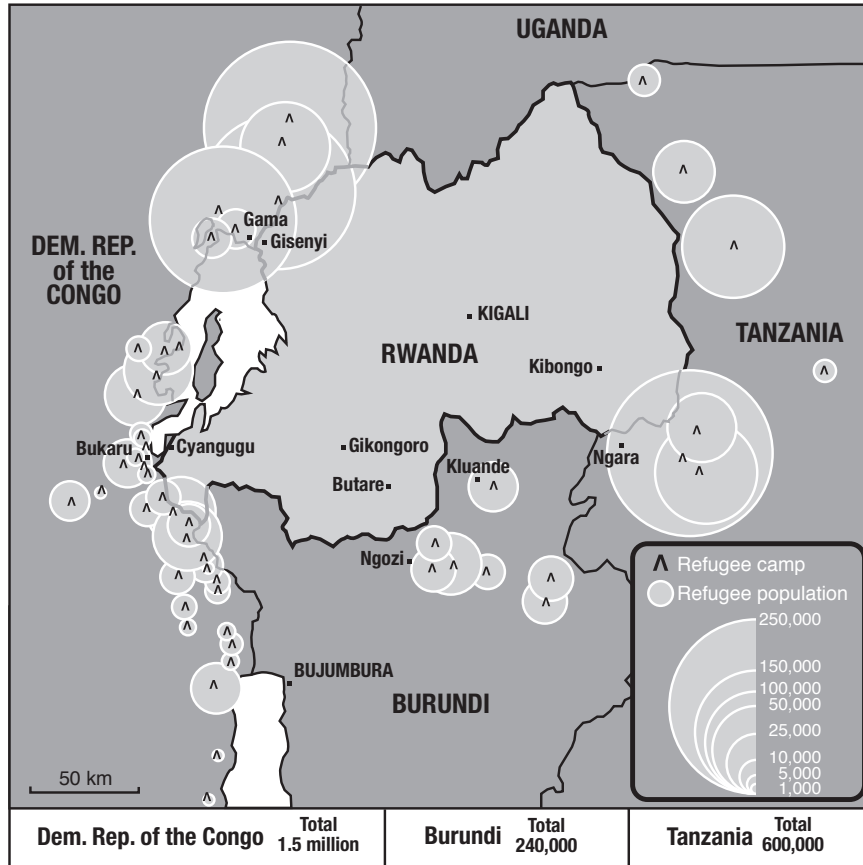 UGANDA
DEM. REP.
of the
CONGO
Gama
Gisenyi
KIGALI
RWANDA
TANZANIA
Kibongo
Bukaru
Cyangugu
Gikongoro
Kluande
Ngara
Butare
Ngozi
BUJUMBURA
BURUNDI
50 km
^ Refugee camp
Refugee population
250,000
150,000
100,000
50,000
25,000
10,000
5,000
1,000
Dem. Rep. of the Congo Total
1.5 million
Burundi Total
240,000
Tanzania Total
600,000